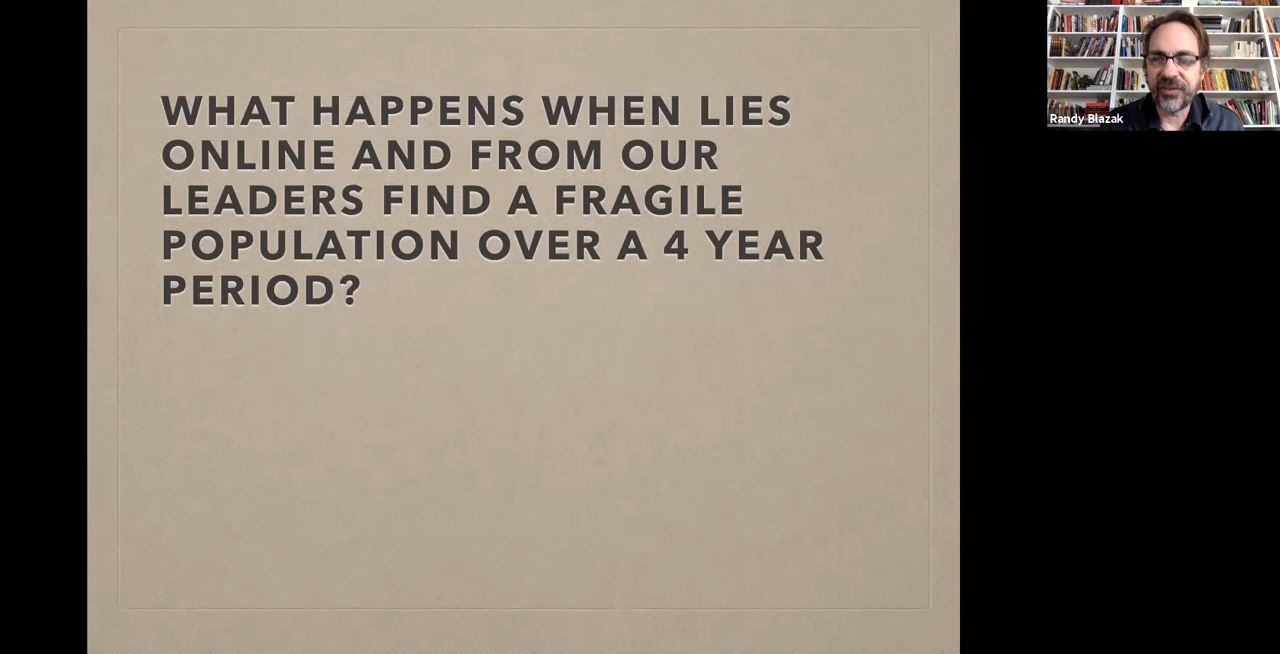 WHAT HAPPENS WHEN LIES
ONLINE AND FROM OUR
LEADERS FIND A FRAGILE
POPULATION OVER A 4 YEAR
PERIOD?
Randy Blazak